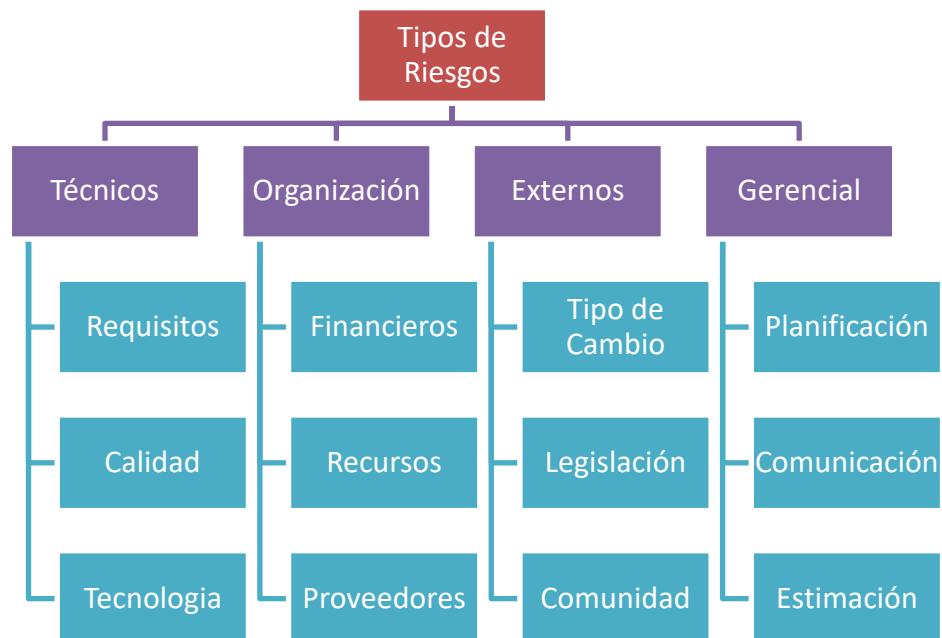 Tipos de
Riesgos
Técnicos
Organización
Externos
Gerencial
Requisitos
Financieros
Tipo de
Cambio
Planificación
Calidad
Recursos
Legislación
Comunicación
Tecnologia
Proveedores
Comunidad
Estimación